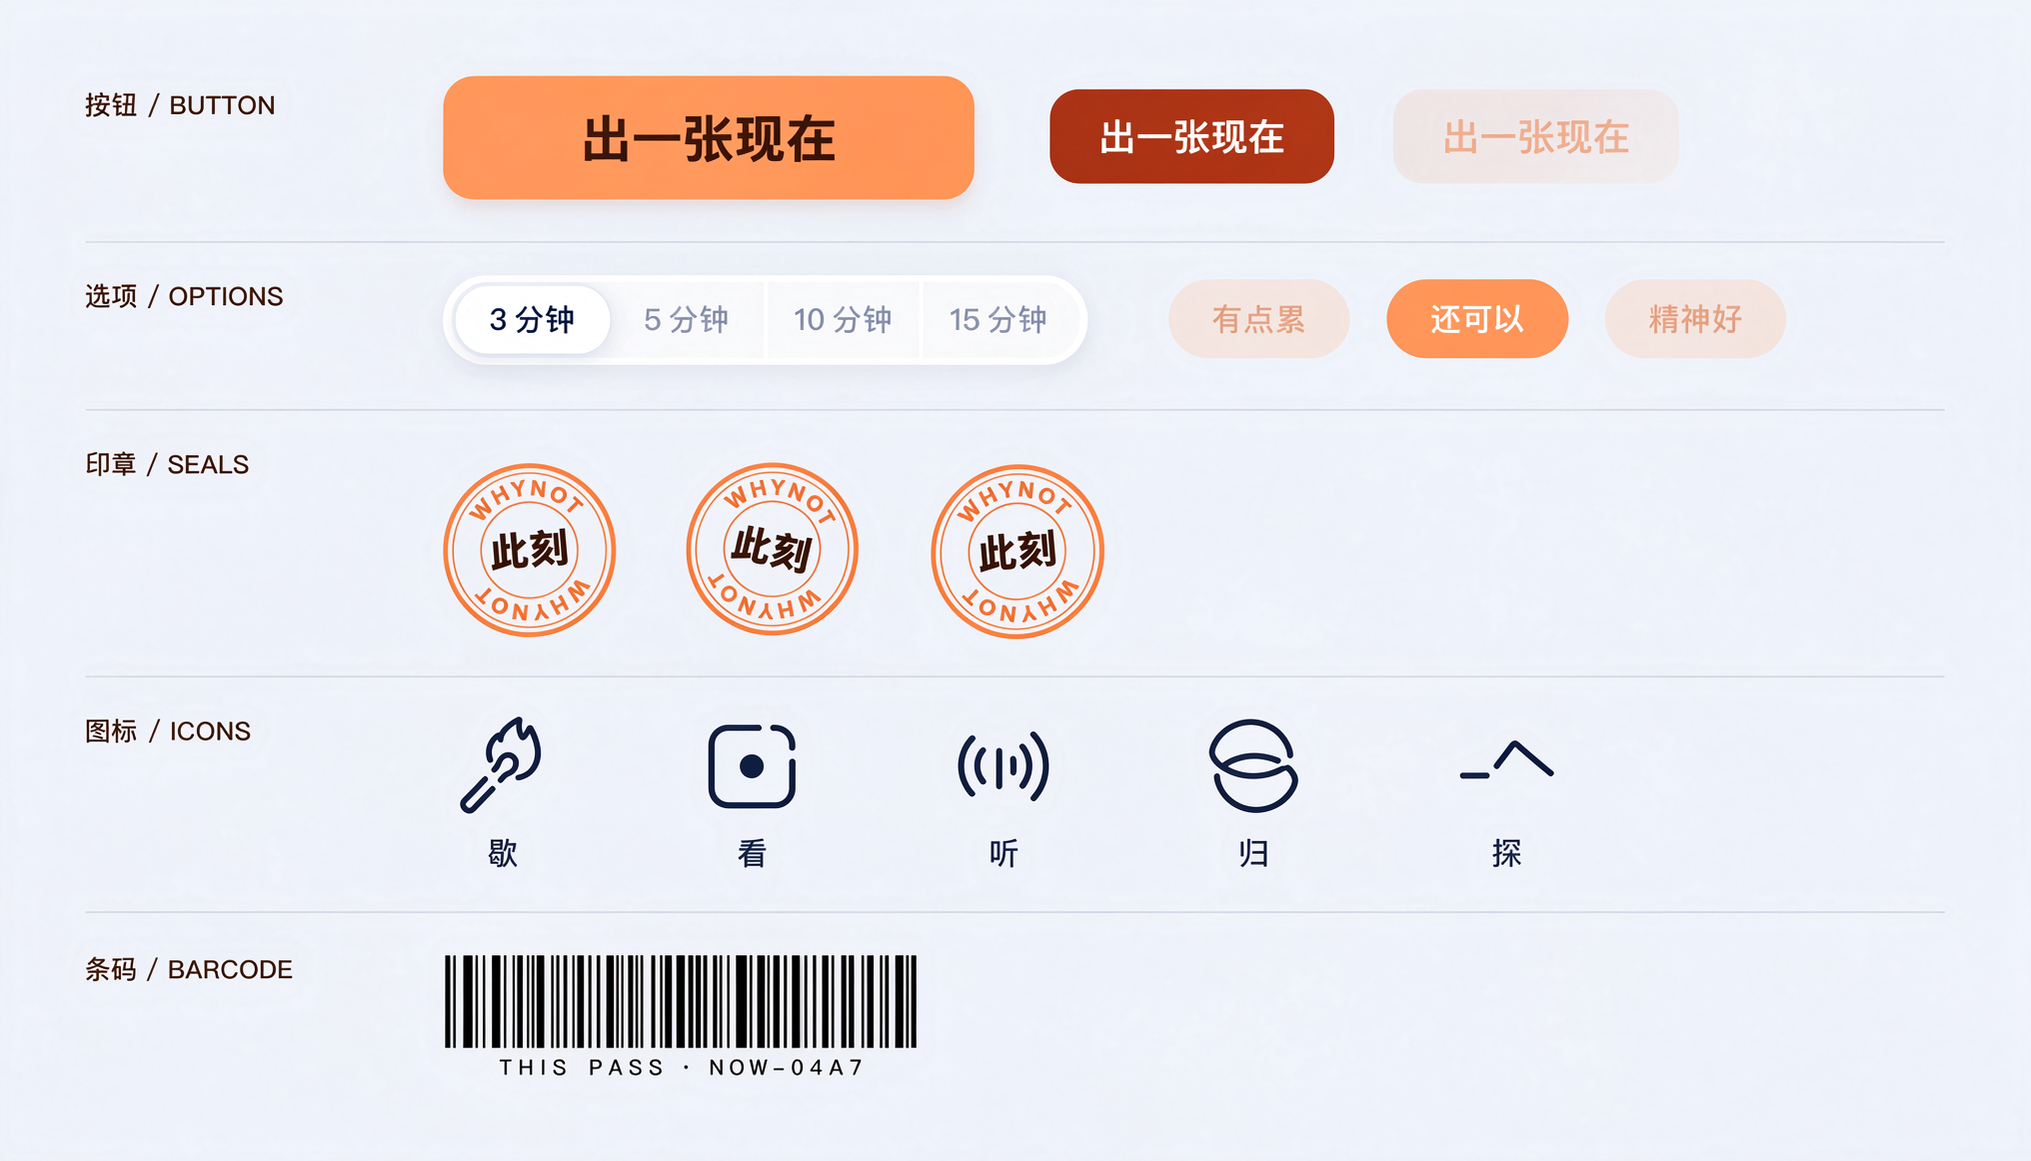 按钮 / BUTTON
出一张现在
出一张现在
出一张现在
选项 / OPTIONS
3 分钟
5 分钟
10 分钟
15 分钟
有点累
还可以
精神好
印章 / SEALS
WHYNOT
此刻
WHYNOT
WHYNOT
此刻
WHYNOT
WHYNOT
此刻
WHYNOT
图标 / ICONS
歇
看
听
归
探
条码 / BARCODE
THIS PASS · NOW-04A7